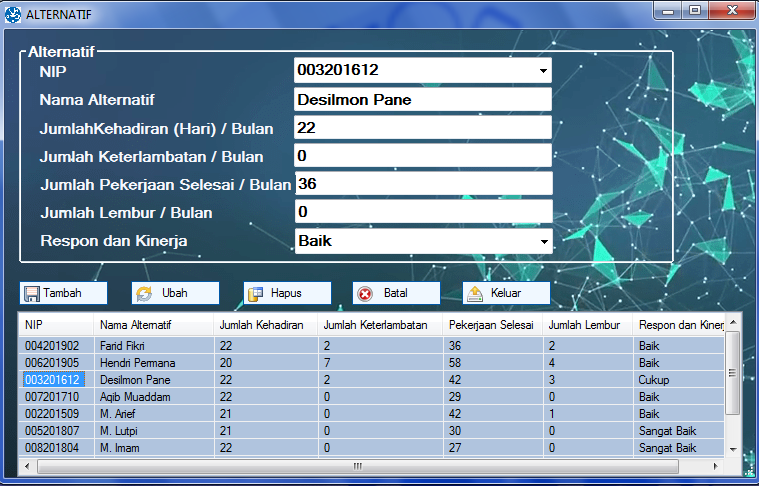 ALTERNATIF
Alternatif
NIP 003201612
Nama Alternatif Desilmon Pane
JumlahKehadiran (Hari) / Bulan 22
Jumlah Keterlambatan / Bulan 0
Jumlah Pekerjaan Selesai / Bulan 36
Jumlah Lembur / Bulan 0
Respon dan Kinerja Baik
Tambah Ubah Hapus Batal Keluar
NIP Nama Alternatif Jumlah Kehadiran Jumlah Keterlambatan Pekerjaan Selesai Jumlah Lembur Respon dan Kinerj
004201902 Farid Fikri 22 2 36 2 Baik
006201905 Hendri Permana 20 7 58 4 Baik
003201612 Desilmon Pane 22 2 42 3 Cukup
007201710 Aqib Muaddam 22 0 29 0 Baik
002201509 M. Arief 21 0 42 1 Baik
005201807 M. Lutpi 21 0 30 0 Sangat Baik
008201804 M. Imam 22 0 27 0 Sangat Baik